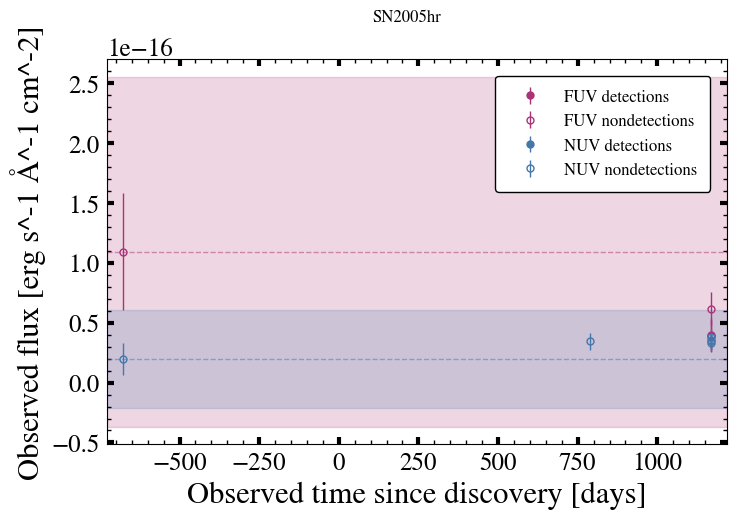 SN2005hr
1e−16
Observed flux [erg s^-1 Å^-1 cm^-2]
2.5
2.0
1.5
1.0
0.5
0.0
−0.5
FUV detections
FUV nondetections
NUV detections
NUV nondetections
−500 −250 0 250 500 750 1000
Observed time since discovery [days]